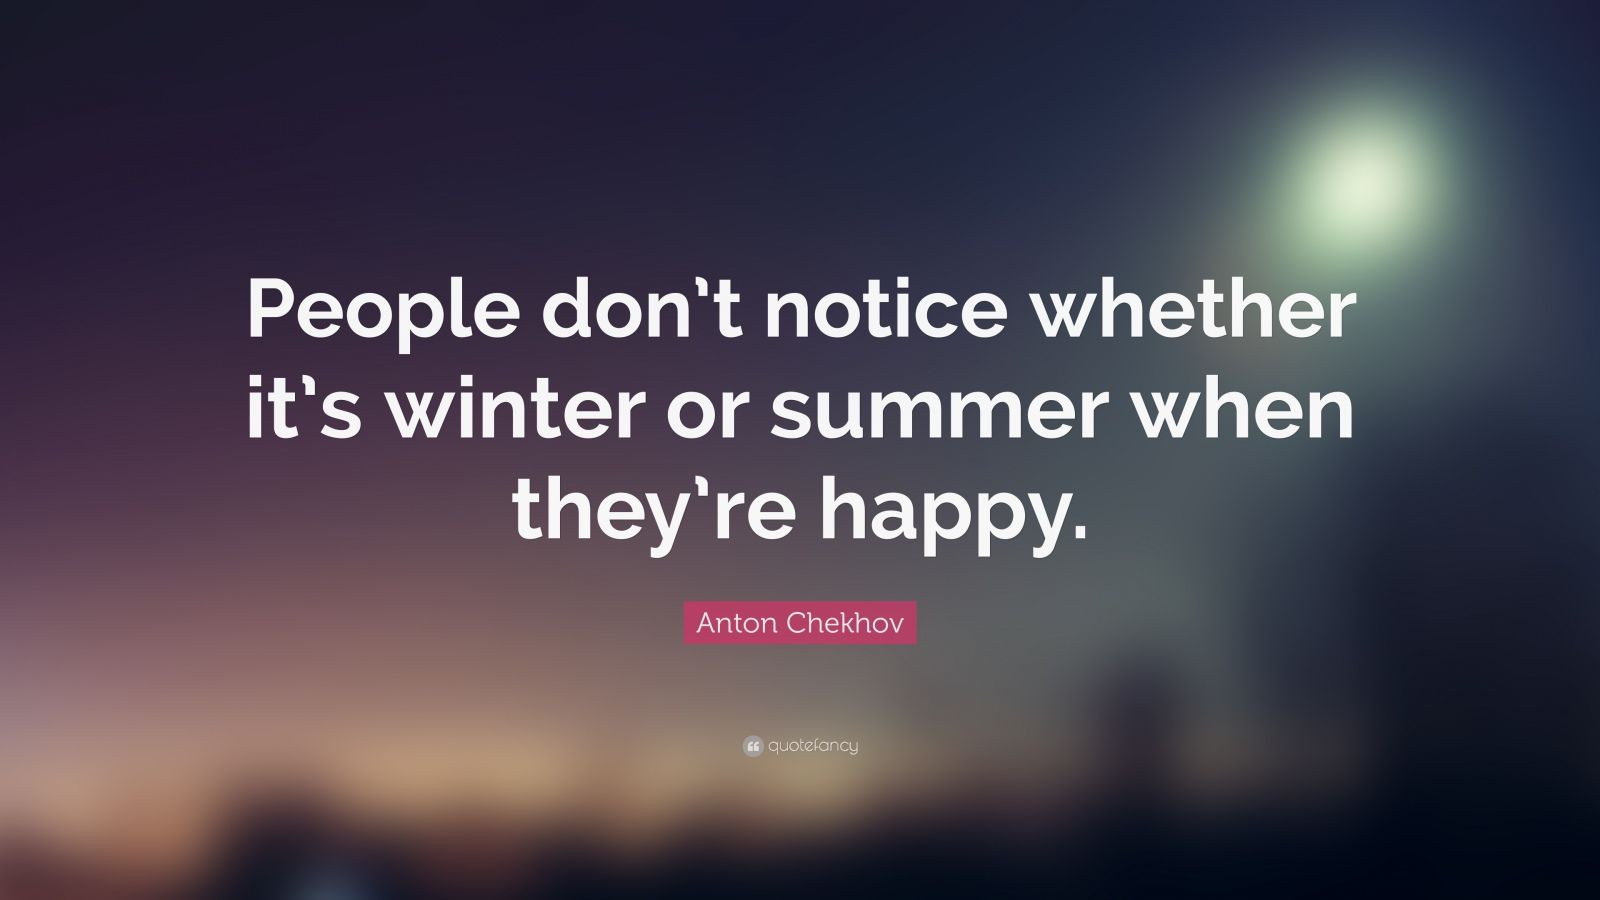 People don’t notice whether
it’s winter or summer when
they’re happy.
Anton Chekhov
quotefancy